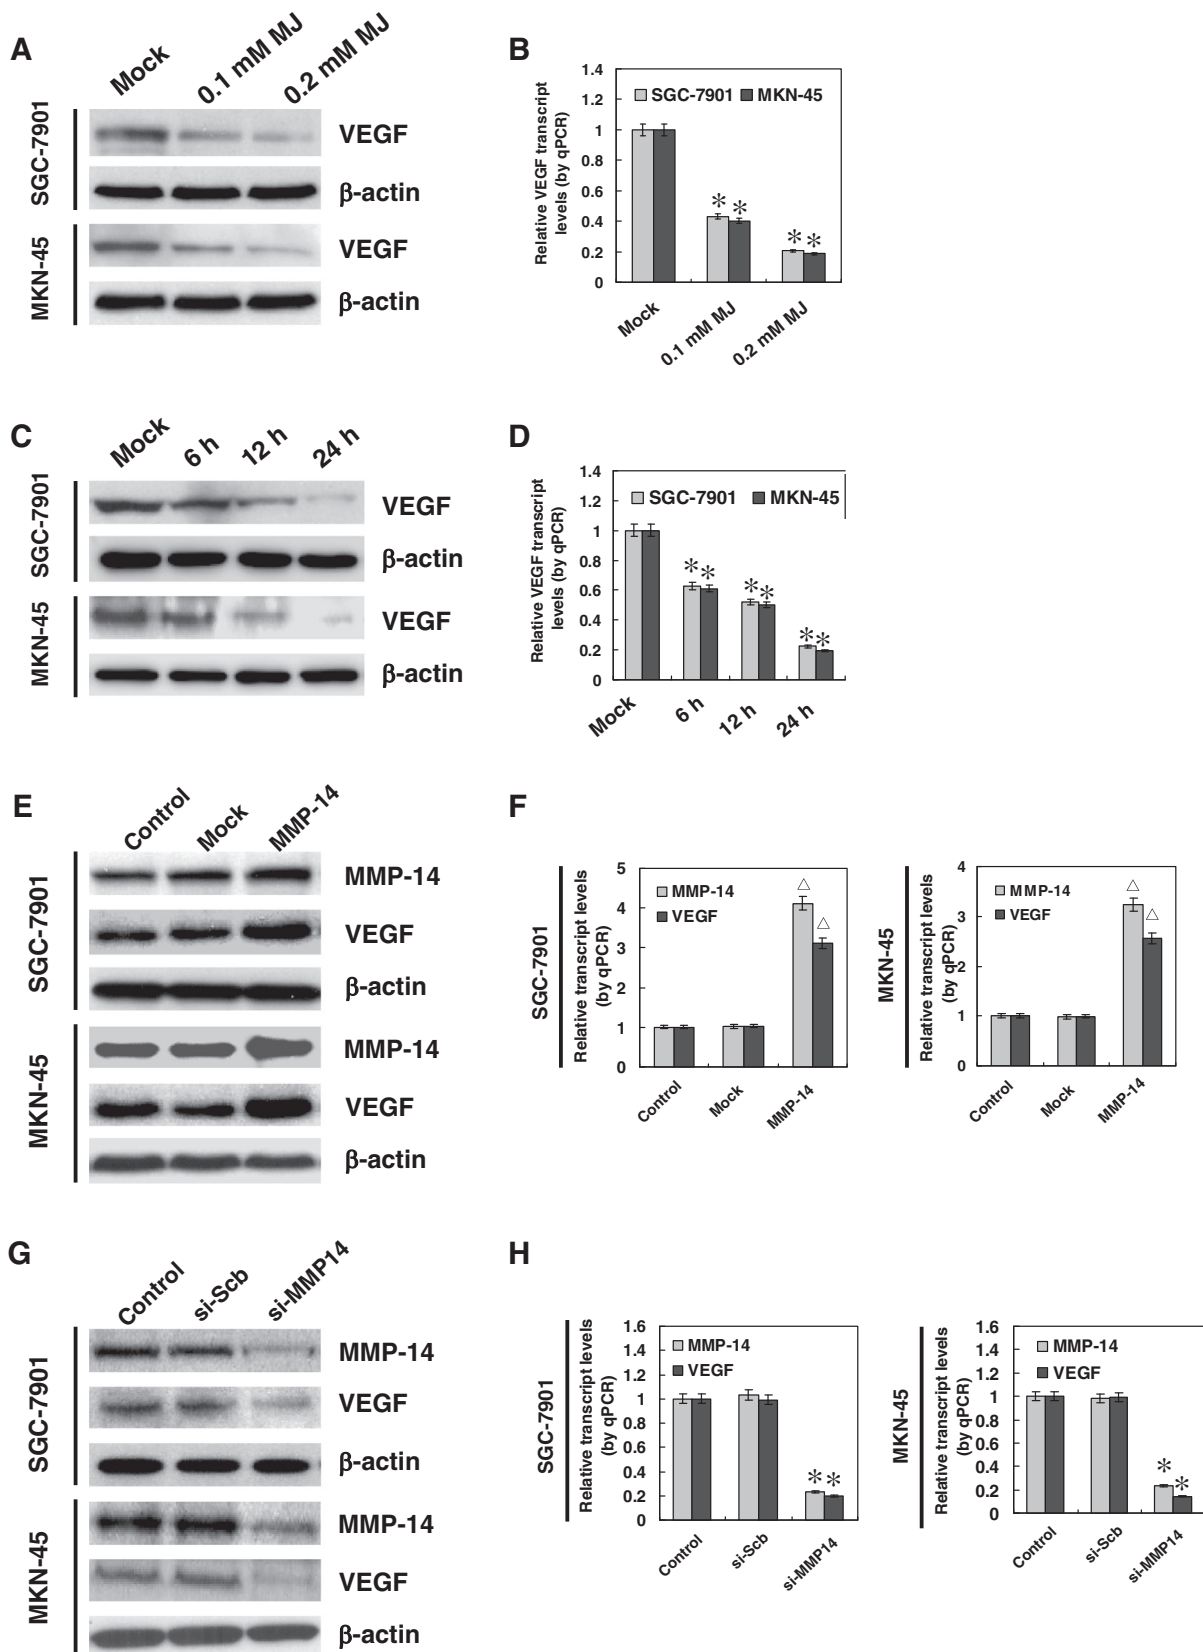 A
Mock
0.1 mM MJ
0.2 mM MJ
SGC-7901
VEGF
β-actin
MKN-45
VEGF
β-actin
B
Relative VEGF transcript
levels (by qPCR)
1.4
1.2
1
0.8
0.6
0.4
0.2
0
SGC-7901 MKN-45
* * * *
Mock
0.1 mM MJ
0.2 mM MJ
C
Mock
6 h
12 h
24 h
SGC-7901
VEGF
β-actin
MKN-45
VEGF
β-actin
D
Relative VEGF transcript
levels (by qPCR)
1.4
1.2
1
0.8
0.6
0.4
0.2
0
SGC-7901 MKN-45
* * * * * *
Mock
6 h
12 h
24 h
E
Control
Mock
MMP-14
SGC-7901
MMP-14
VEGF
β-actin
MKN-45
MMP-14
VEGF
β-actin
F
SGC-7901
Relative transcript levels
(by qPCR)
5
4
3
2
1
0
MMP-14
VEGF
△ △
Control
Mock
MMP-14
MKN-45
Relative transcript levels
(by qPCR)
4
3
2
1
0
MMP-14
VEGF
△ △
Control
Mock
MMP-14
G
Control
si-Scb
si-MMP14
SGC-7901
MMP-14
VEGF
β-actin
MKN-45
MMP-14
VEGF
β-actin
H
SGC-7901
Relative transcript levels
(by qPCR)
1.6
1.4
1.2
1
0.8
0.6
0.4
0.2
0
MMP-14
VEGF
* *
Control
si-Scb
si-MMP14
MKN-45
Relative transcript levels
(by qPCR)
1.6
1.4
1.2
1
0.8
0.6
0.4
0.2
0
MMP-14
VEGF
* *
Control
si-Scb
si-MMP14